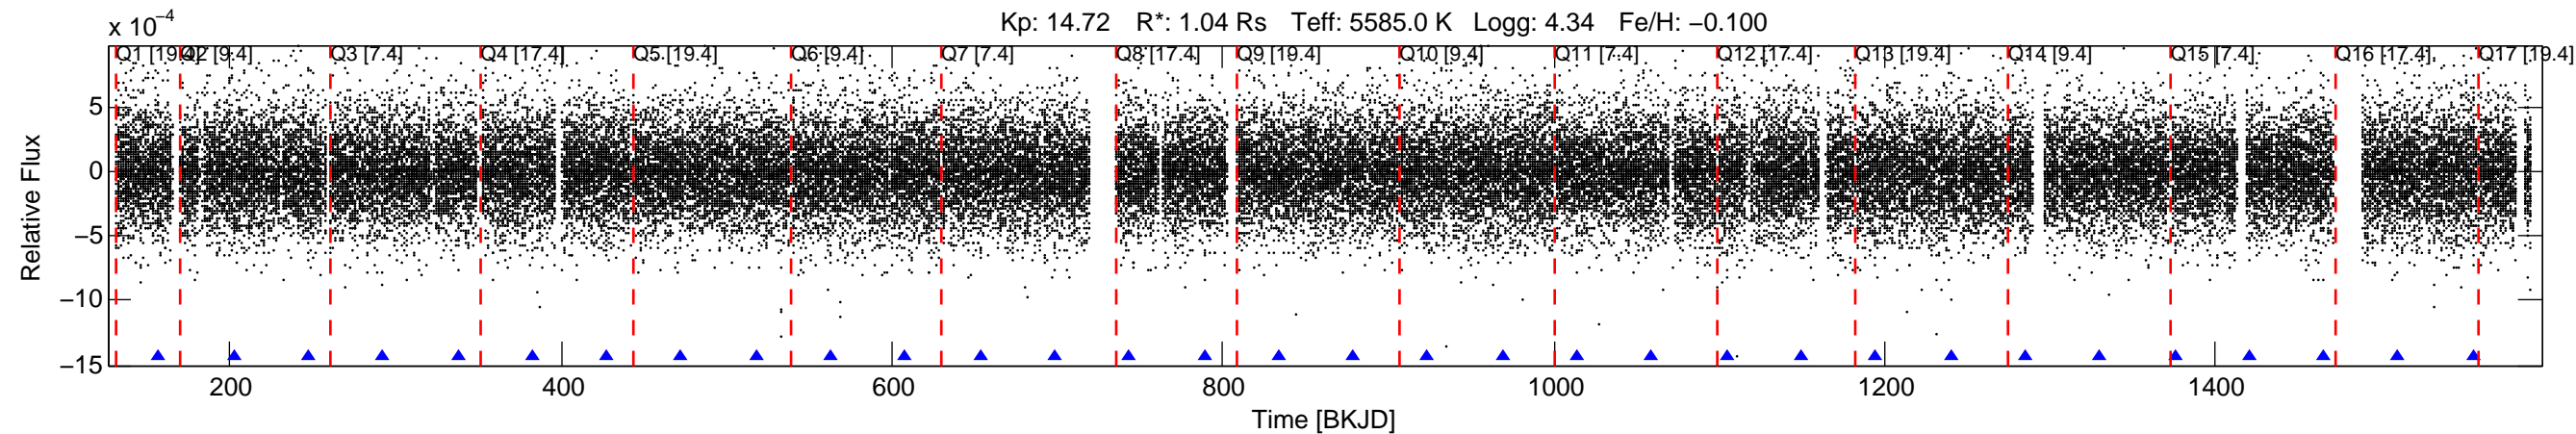 Kp: 14.72 R*: 1.04 Rs Teff: 5585.0 K Logg: 4.34 Fe/H: −0.100
x 10−4
Q1 [19.4] Q2 [9.4] Q3 [7.4] Q4 [17.4] Q5 [19.4] Q6 [9.4] Q7 [7.4] Q8 [17.4] Q9 [19.4] Q10 [9.4] Q11 [7.4] Q12 [17.4] Q13 [19.4] Q14 [9.4] Q15 [7.4] Q16 [17.4] Q17 [19.4]
5
0
−5
−10
−15
Relative Flux
200 400 600 800 1000 1200 1400
Time [BKJD]